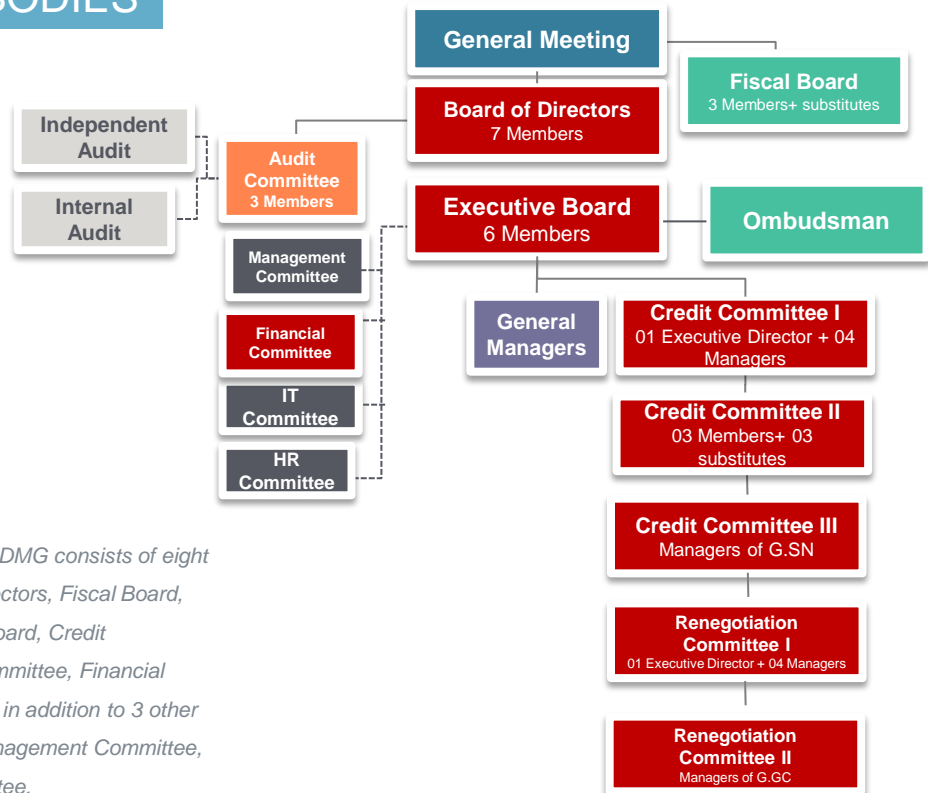 BODIES
General Meeting
Fiscal Board
3 Members+ substitutes
Board of Directors
7 Members
Independent
Audit
Audit
Committee
3 Members
Internal
Audit
Executive Board
6 Members
Ombudsman
Management
Committee
Financial
Committee
IT
Committee
HR
Committee
General
Managers
Credit Committee I
01 Executive Director + 04
Managers
Credit Committee II
03 Members+ 03
substitutes
Credit Committee III
Managers of G.SN
Renegotiation
Committee I
01 Executive Director + 04 Managers
Renegotiation
Committee II
Managers of G.GC
DMG consists of eight
ctors, Fiscal Board,
oard, Credit
mmittee, Financial
in addition to 3 other
nagement Committee,
ttee.